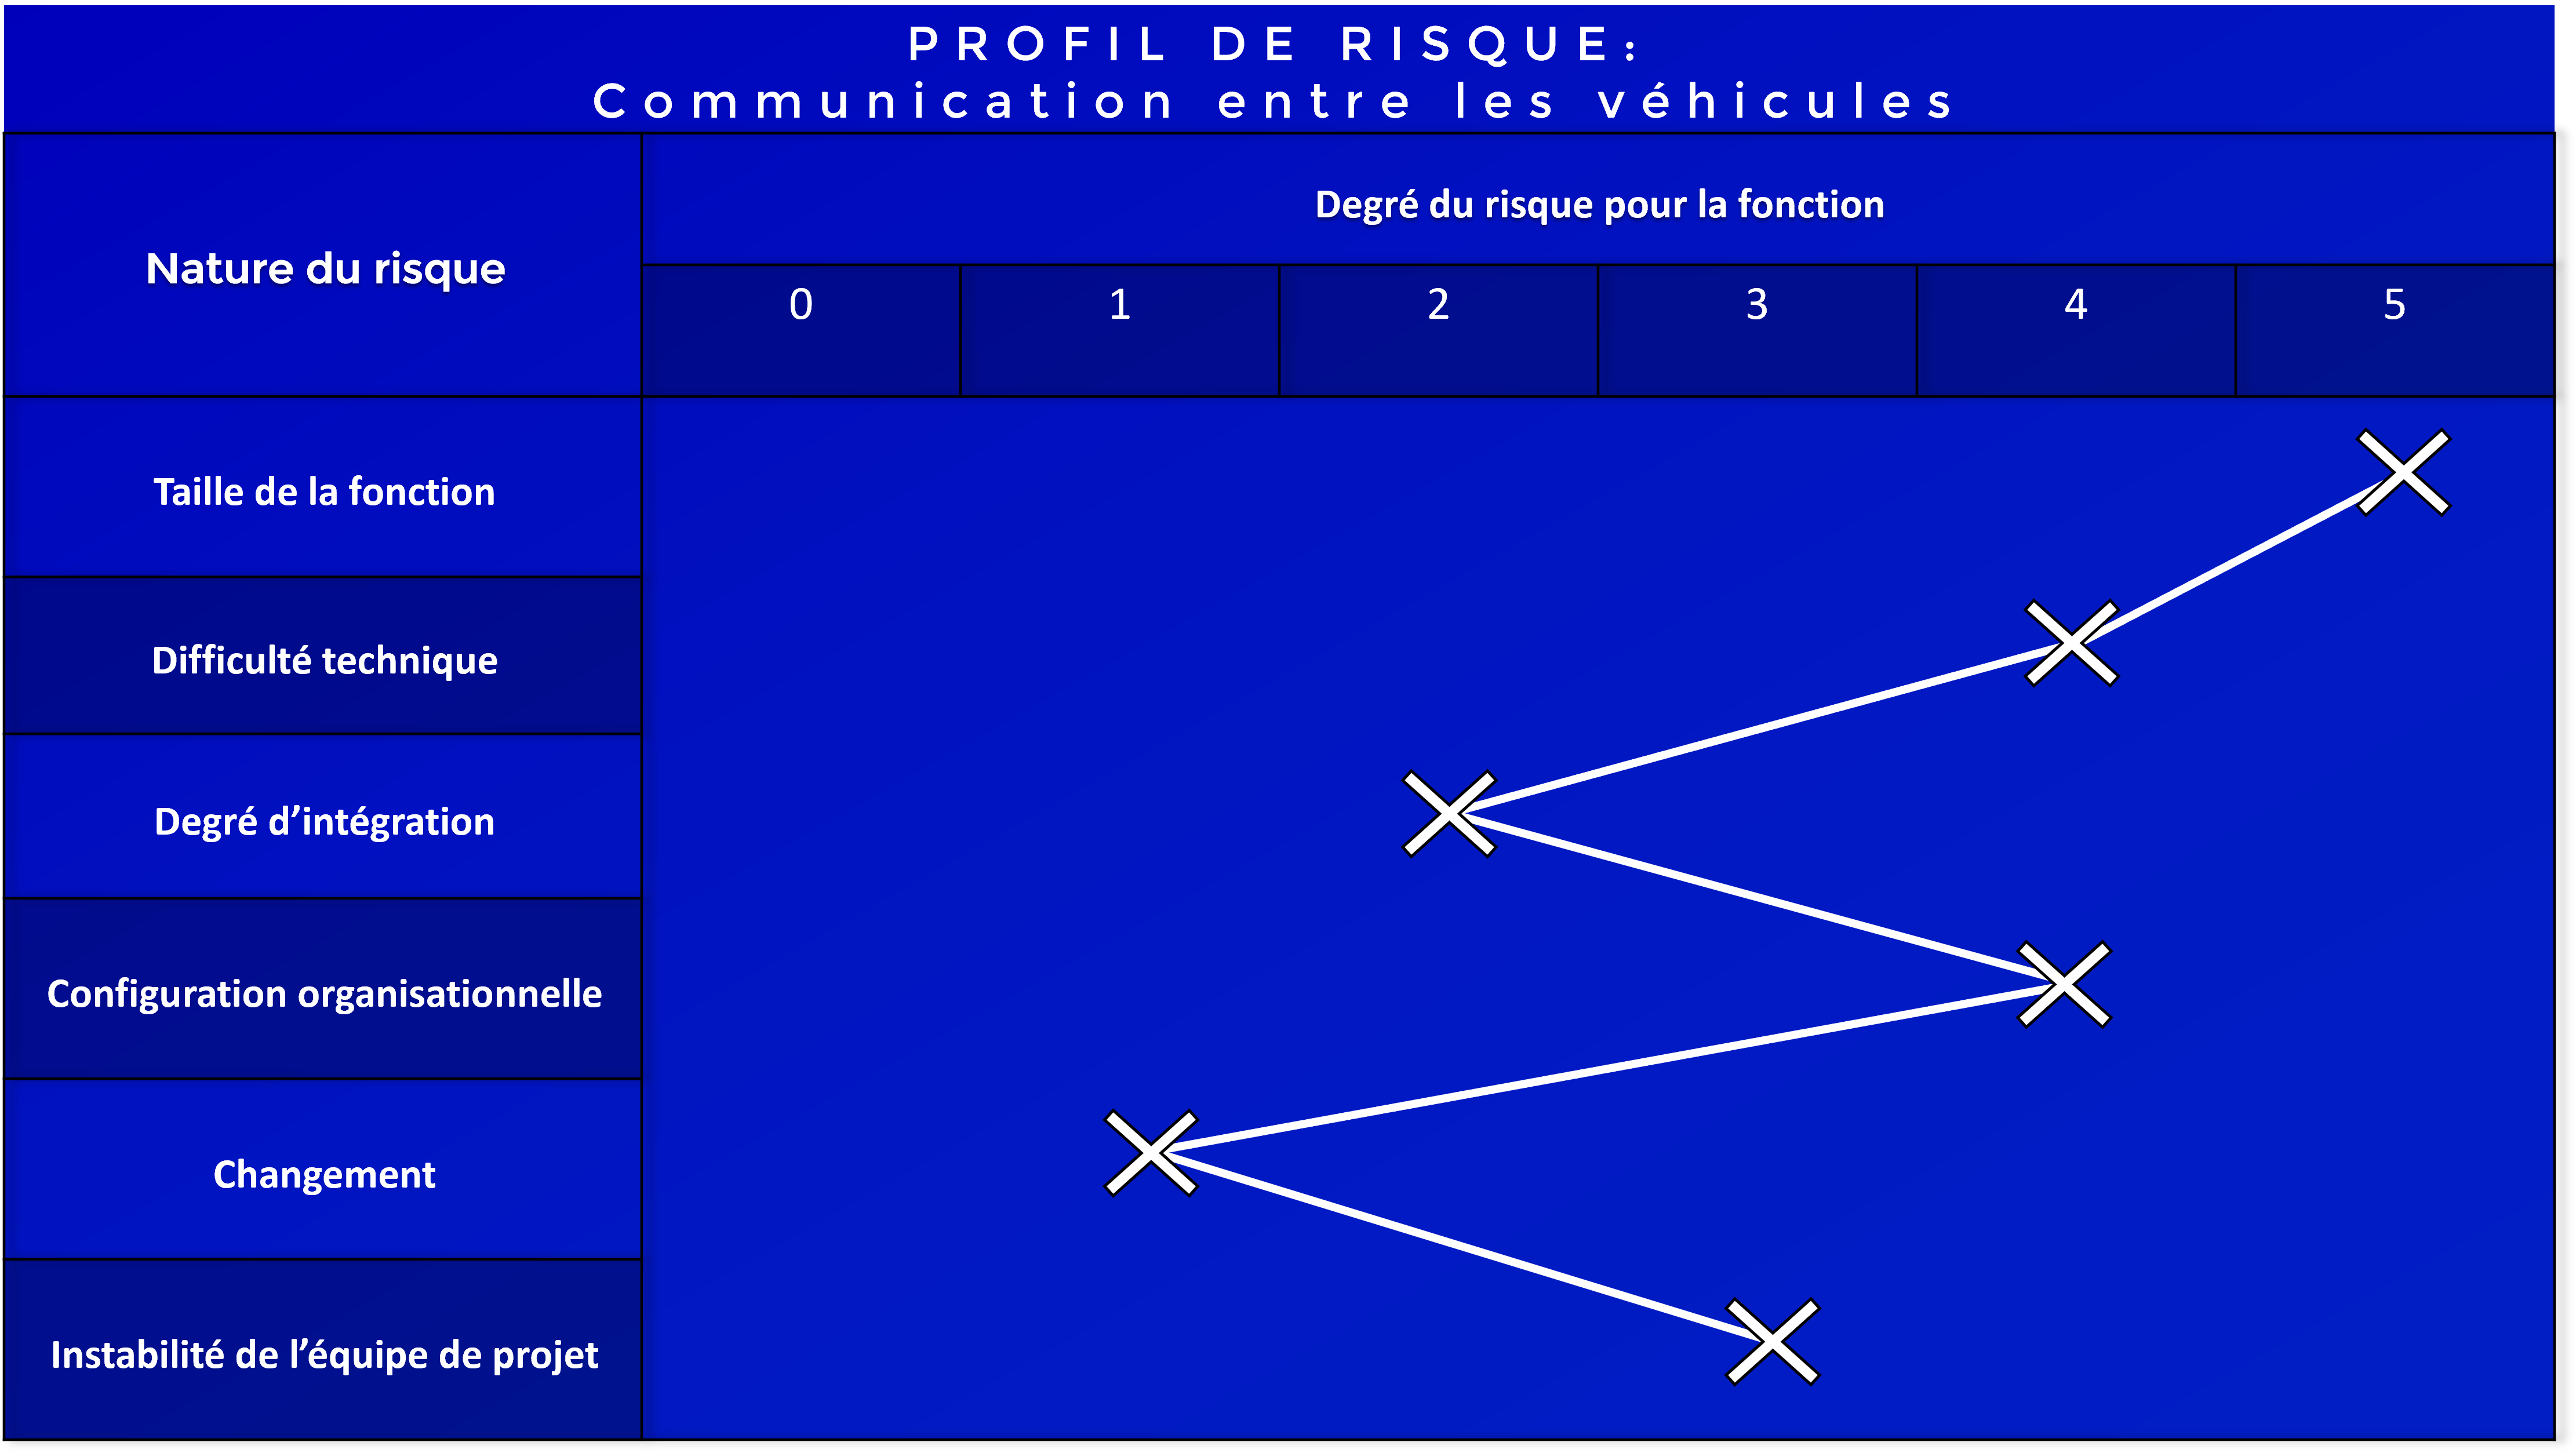 PROFIL DE RISQUE:
Communication entre les véhicules
Nature du risque
Degré du risque pour la fonction
0 1 2 3 4 5
Taille de la fonction
Difficulté technique
Degré d’intégration
Configuration organisationnelle
Changement
Instabilité de l’équipe de projet